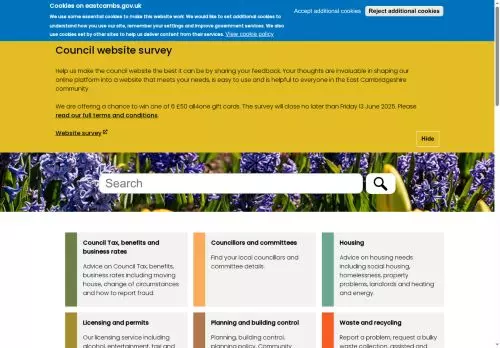 Cookies on eastcambs.gov.uk
We use some essential cookies to make this website work. We would like to set additional cookies to
understand how you use our site, remember your settings and improve government services. We
also use cookies set by other sites to help us deliver content from their services. View cookie policy
Accept additional cookies
Reject additional cookies
Council website survey
Help us make the council website the best it can be by sharing your feedback. Your thoughts are invaluable in shaping our
online platform into a website that meets your needs, is easy to use and is helpful to everyone in the East Cambridgeshire
community.
We are offering a chance to win one of 6 £50 all4one gift cards. The survey will close no later than Friday 13 June 2025. Please
read our full terms and conditions.
Website survey
Hide
Search
Council Tax, benefits and
business rates
Advice on Council Tax, benefits,
business rates including moving
house, change of circumstances
and how to report fraud.
Councillors and committees
Find your local councillors and
committee details.
Housing
Advice on housing needs
including social housing,
homelessness, property
problems, landlords and heating
and energy.
Licensing and permits
Our licensing service including
alcohol, entertainment, taxi and
Planning and building control
Planning, building control,
planning policy, Community
Waste and recycling
Report a problem, request a bulky
waste collection, assisted and